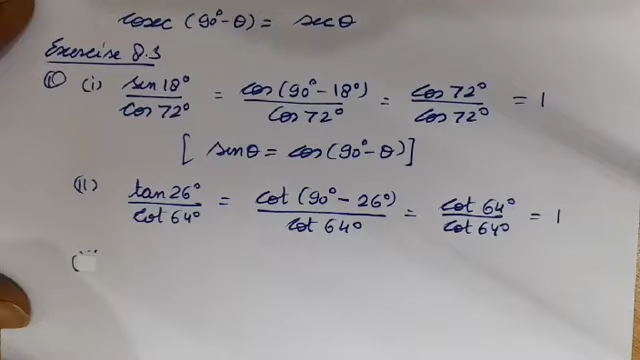 cosec (90° - θ) = sec θ
Exercise 8.3
(i) sin 18° / cos 72° = cos (90° - 18°) / cos 72° = cos 72° / cos 72° = 1
[ sin θ = cos (90° - θ) ]
(ii) tan 26° / cot 64° = cot (90° - 26°) / cot 64° = cot 64° / cot 64° = 1